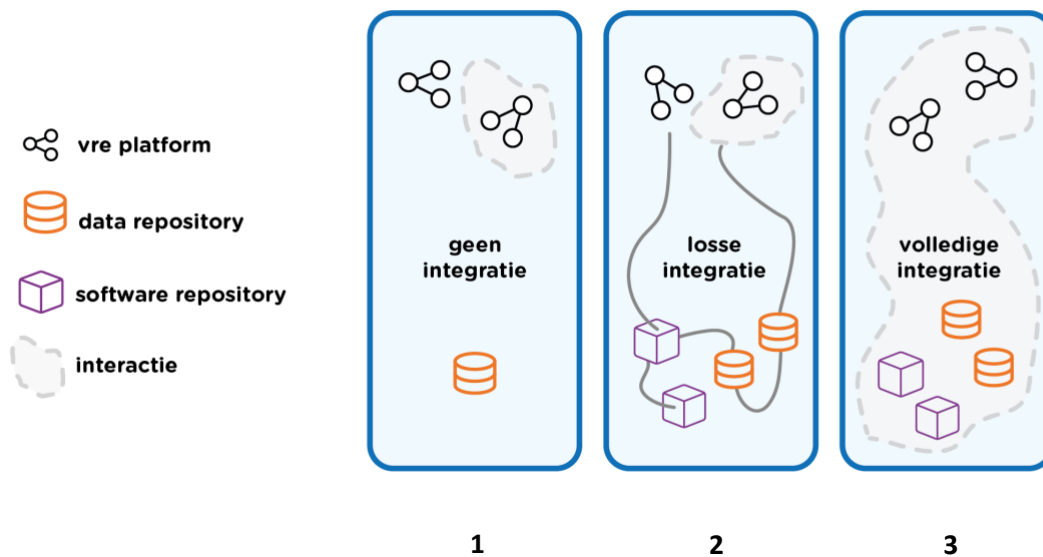 vre platform
data repository
software repository
interactie
geen
integratie
losse
integratie
volledige
integratie
1
2
3